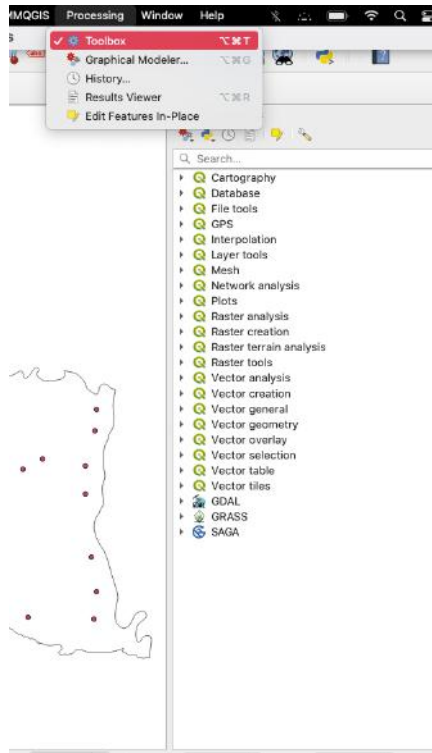 MMQGIS Processing Window Help
Toolbox ⌥⌘T
Graphical Modeler... ⌥⌘G
History...
Results Viewer ⌥⌘R
Edit Features In-Place
Search...
Cartography
Database
File tools
GPS
Interpolation
Layer tools
Mesh
Network analysis
Plots
Raster analysis
Raster creation
Raster terrain analysis
Raster tools
Vector analysis
Vector creation
Vector general
Vector geometry
Vector overlay
Vector selection
Vector table
Vector tiles
GDAL
GRASS
SAGA